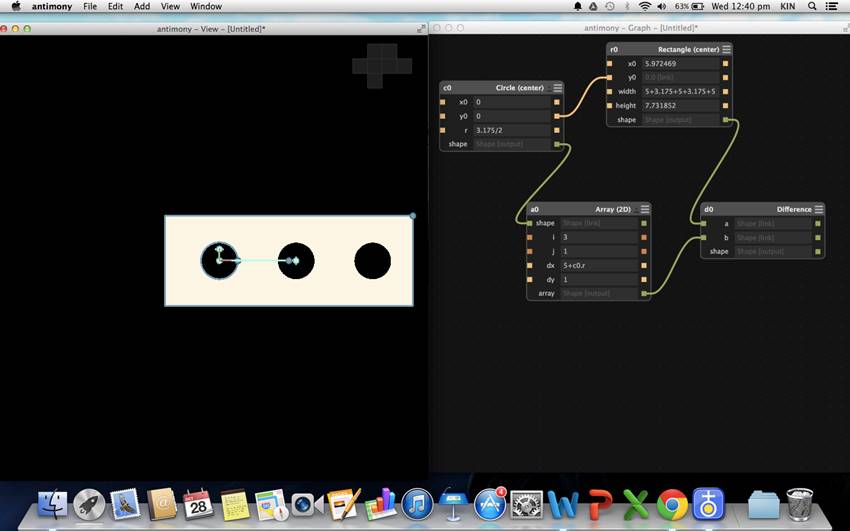 antimony File Edit Add View Window 63% Wed 12:40 pm KIN
antimony – View – [Untitled]*
antimony – Graph – [Untitled]*
r0 Rectangle (center)
x0 5.972469
y0 0.0 [link]
width 5+3.175+5+3.175+5
height 7.731852
shape Shape [output]
c0 Circle (center)
x0 0
y0 0
r 3.175/2
shape Shape [output]
a0 Array (2D)
shape Shape [link]
i 3
j 1
dx 5+c0.r
dy 1
array Shape [output]
d0 Difference
a Shape [link]
b Shape [link]
shape Shape [output]
OCT
28
4